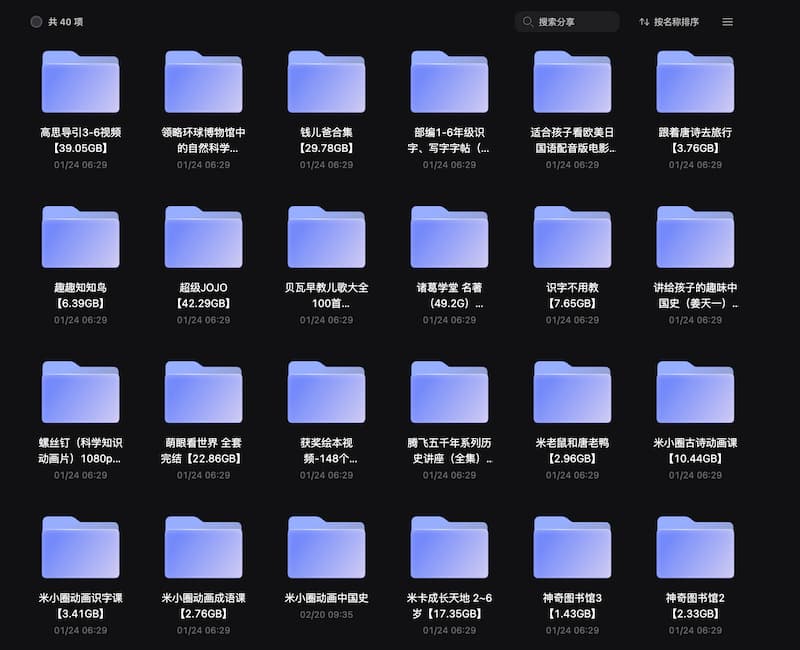 共 40 项
搜索分享
按名称排序
高思导引3-6视频
【39.05GB】
01/24 06:29
领略环球博物馆中
的自然科学...
01/24 06:29
钱儿爸合集
【29.78GB】
01/24 06:29
部编1-6年级识
字、写字字帖（...
01/24 06:29
适合孩子看欧美日
国语配音版电影...
01/24 06:29
跟着唐诗去旅行
【3.76GB】
01/24 06:29
趣趣知知鸟
【6.39GB】
01/24 06:29
超级JOJO
【42.29GB】
01/24 06:29
贝瓦早教儿歌大全
100首...
01/24 06:29
诸葛学堂 名著
（49.2G）...
01/24 06:29
识字不用教
【7.65GB】
01/24 06:29
讲给孩子的趣味中
国史（姜天一）...
01/24 06:29
螺丝钉（科学知识
动画片）1080p...
01/24 06:29
萌眼看世界 全套
完结【22.86GB】
01/24 06:29
获奖绘本视
频-148个...
01/24 06:29
腾飞五千年系列历
史讲座（全集）...
01/24 06:29
米老鼠和唐老鸭
【2.96GB】
01/24 06:29
米小圈古诗动画课
【10.44GB】
01/24 06:29
米小圈动画识字课
【3.41GB】
01/24 06:29
米小圈动画成语课
【2.76GB】
01/24 06:29
米小圈动画中国史
02/20 09:35
米卡成长天地 2~6
岁【17.35GB】
01/24 06:29
神奇图书馆3
【1.43GB】
01/24 06:29
神奇图书馆2
【2.33GB】
01/24 06:29